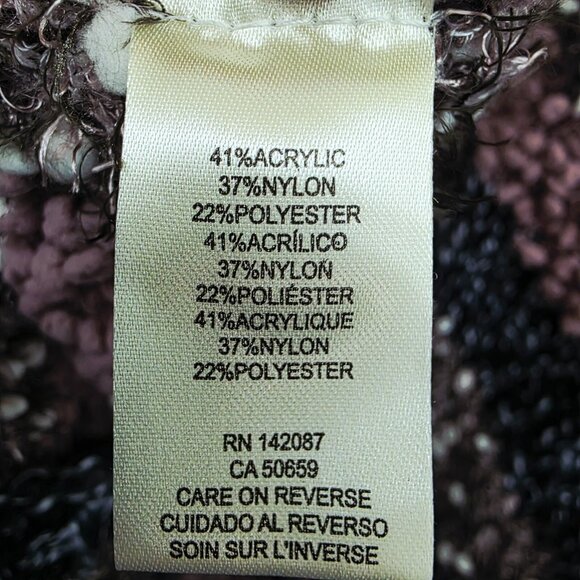 41%ACRYLIC
37%NYLON
22%POLYESTER
41%ACRÍLICO
37%NYLON
22%POLIÉSTER
41%ACRYLIQUE
37%NYLON
22%POLYESTER
RN 142087
CA 50659
CARE ON REVERSE
CUIDADO AL REVERSO
SOIN SUR L'INVERSE